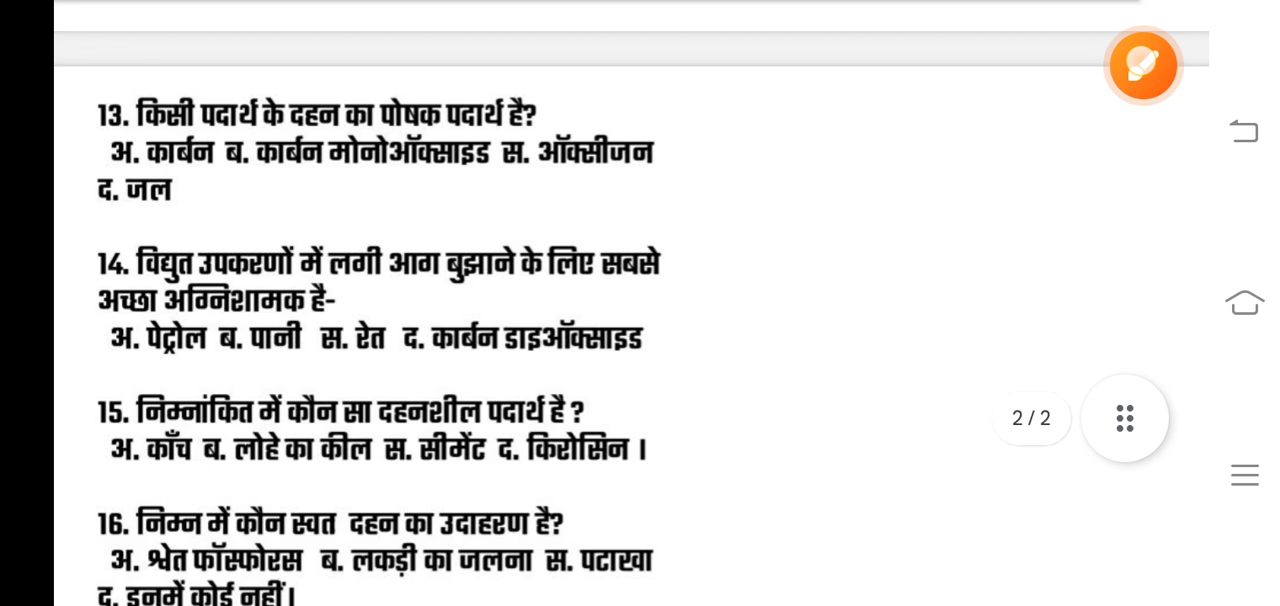 13. किसी पदार्थ के दहन का पोषक पदार्थ है?
अ. कार्बन ब. कार्बन मोनोऑक्साइड स. ऑक्सीजन
द. जल
14. विद्युत उपकरणों में लगी आग बुझाने के लिए सबसे
अच्छा अग्निशामक है-
अ. पेट्रोल ब. पानी स. रेत द. कार्बन डाइऑक्साइड
15. निम्नांकित में कौन सा दहनशील पदार्थ है ?
अ. काँच ब. लोहे का कील स. सीमेंट द. किरोसिन ।
2 / 2
16. निम्न में कौन स्वत दहन का उदाहरण है?
अ. श्वेत फॉस्फोरस ब. लकड़ी का जलना स. पटाखा
द. इनमें कोई नहीं।